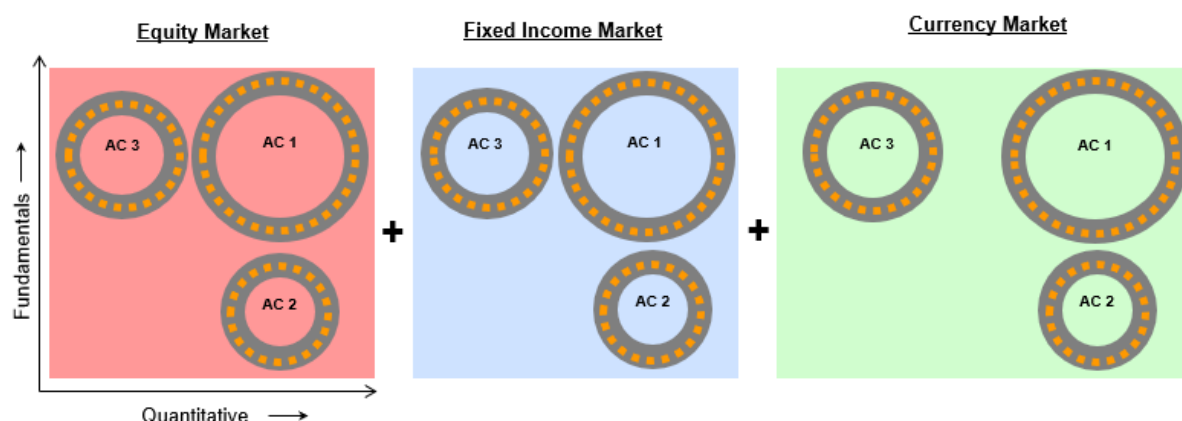 Equity Market
Fixed Income Market
Currency Market
Fundamentals
AC 3
AC 1
AC 2
+
AC 3
AC 1
AC 2
+
AC 3
AC 1
AC 2
Quantitative